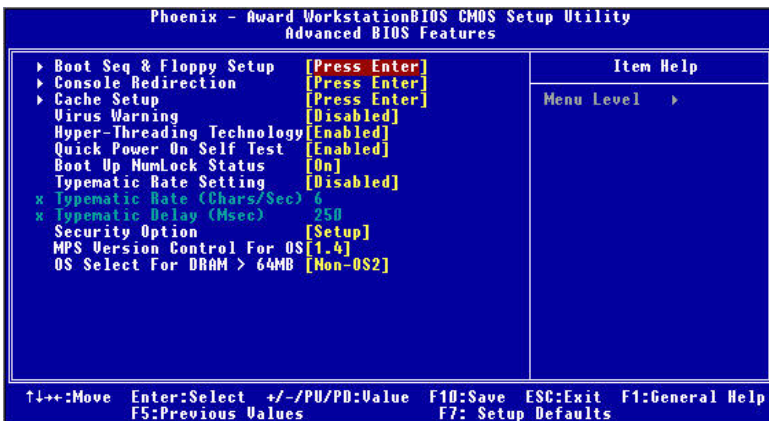 Phoenix - Award WorkstationBIOS CMOS Setup Utility
Advanced BIOS Features
Boot Seq & Floppy Setup [Press Enter]
Console Redirection [Press Enter]
Cache Setup [Press Enter]
Virus Warning [Disabled]
Hyper-Threading Technology[Enabled]
Quick Power On Self Test [Enabled]
Boot Up NumLock Status [On]
Typematic Rate Setting [Disabled]
x Typematic Rate (Chars/Sec) 6
x Typematic Delay (Msec) 250
Security Option [Setup]
MPS Version Control For OS[1.4]
OS Select For DRAM > 64MB [Non-OS2]
Item Help
Menu Level
↑↓→←:Move Enter:Select +/-/PU/PD:Value F10:Save ESC:Exit F1:General Help
F5:Previous Values F7: Setup Defaults